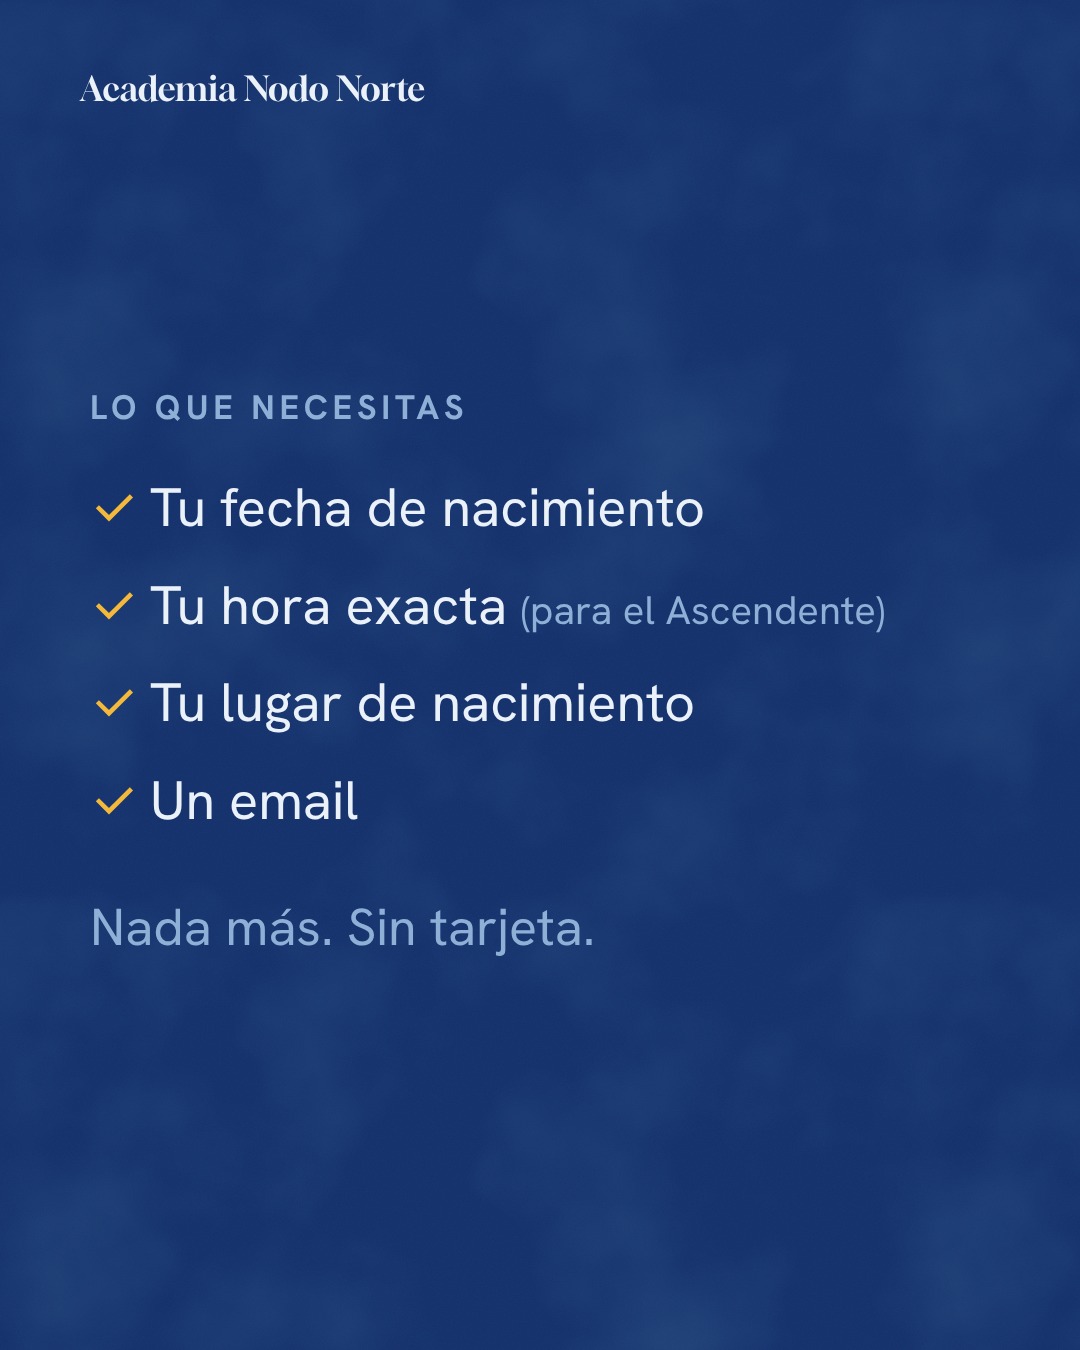 Academia Nodo Norte
LO QUE NECESITAS
✓ Tu fecha de nacimiento
✓ Tu hora exacta (para el Ascendente)
✓ Tu lugar de nacimiento
✓ Un email
Nada más. Sin tarjeta.